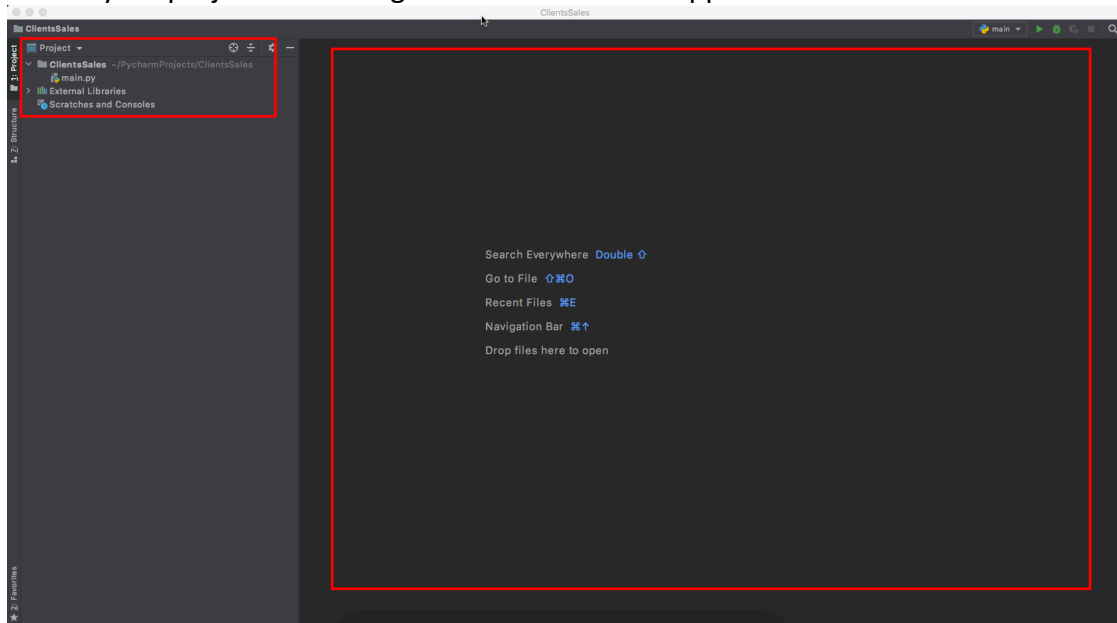 ClientsSales
ClientsSales
main
Project
ClientsSales ~/PycharmProjects/ClientsSales
main.py
External Libraries
Scratches and Consoles
1: Project
Z: Structure
2: Favorites
Search Everywhere Double ⇧
Go to File ⇧⌘O
Recent Files ⌘E
Navigation Bar ⌘↑
Drop files here to open